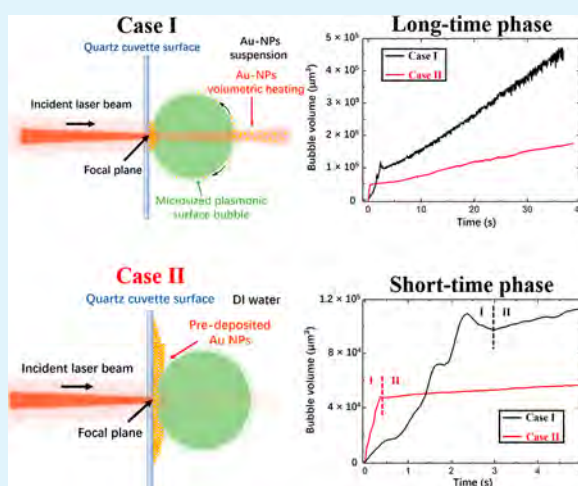 Case I
Quartz cuvette surface
Au-NPs
suspension
Au-NPs
volumetric heating
Incident laser beam
Focal plane
Microsized plasmonic
surface bubble
Long-time phase
Bubble volume (μm³)
5 × 10⁵
4 × 10⁵
3 × 10⁵
2 × 10⁵
1 × 10⁵
0
Case I
Case II
0
10
20
30
Time (s)
Case II
Quartz cuvette surface
DI water
Pre-deposited
Au NPs
Incident laser beam
Focal plane
Short-time phase
Bubble volume (μm³)
1.2 × 10⁵
8 × 10⁴
4 × 10⁴
0
I
II
I
II
Case I
Case II
0
1
2
3
4
Time (s)